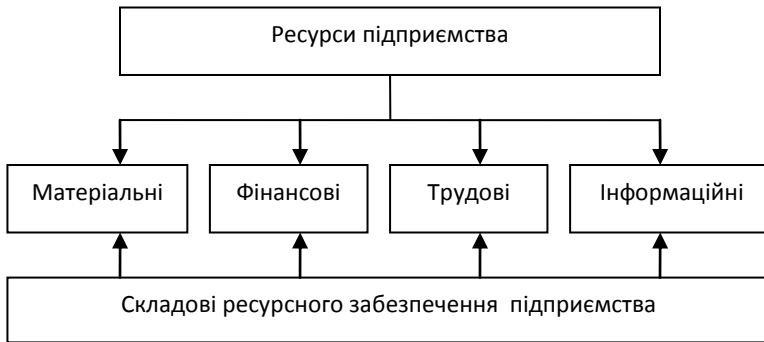 Ресурси підприємства
Матеріальні
Фінансові
Трудові
Інформаційні
Складові ресурсного забезпечення підприємства